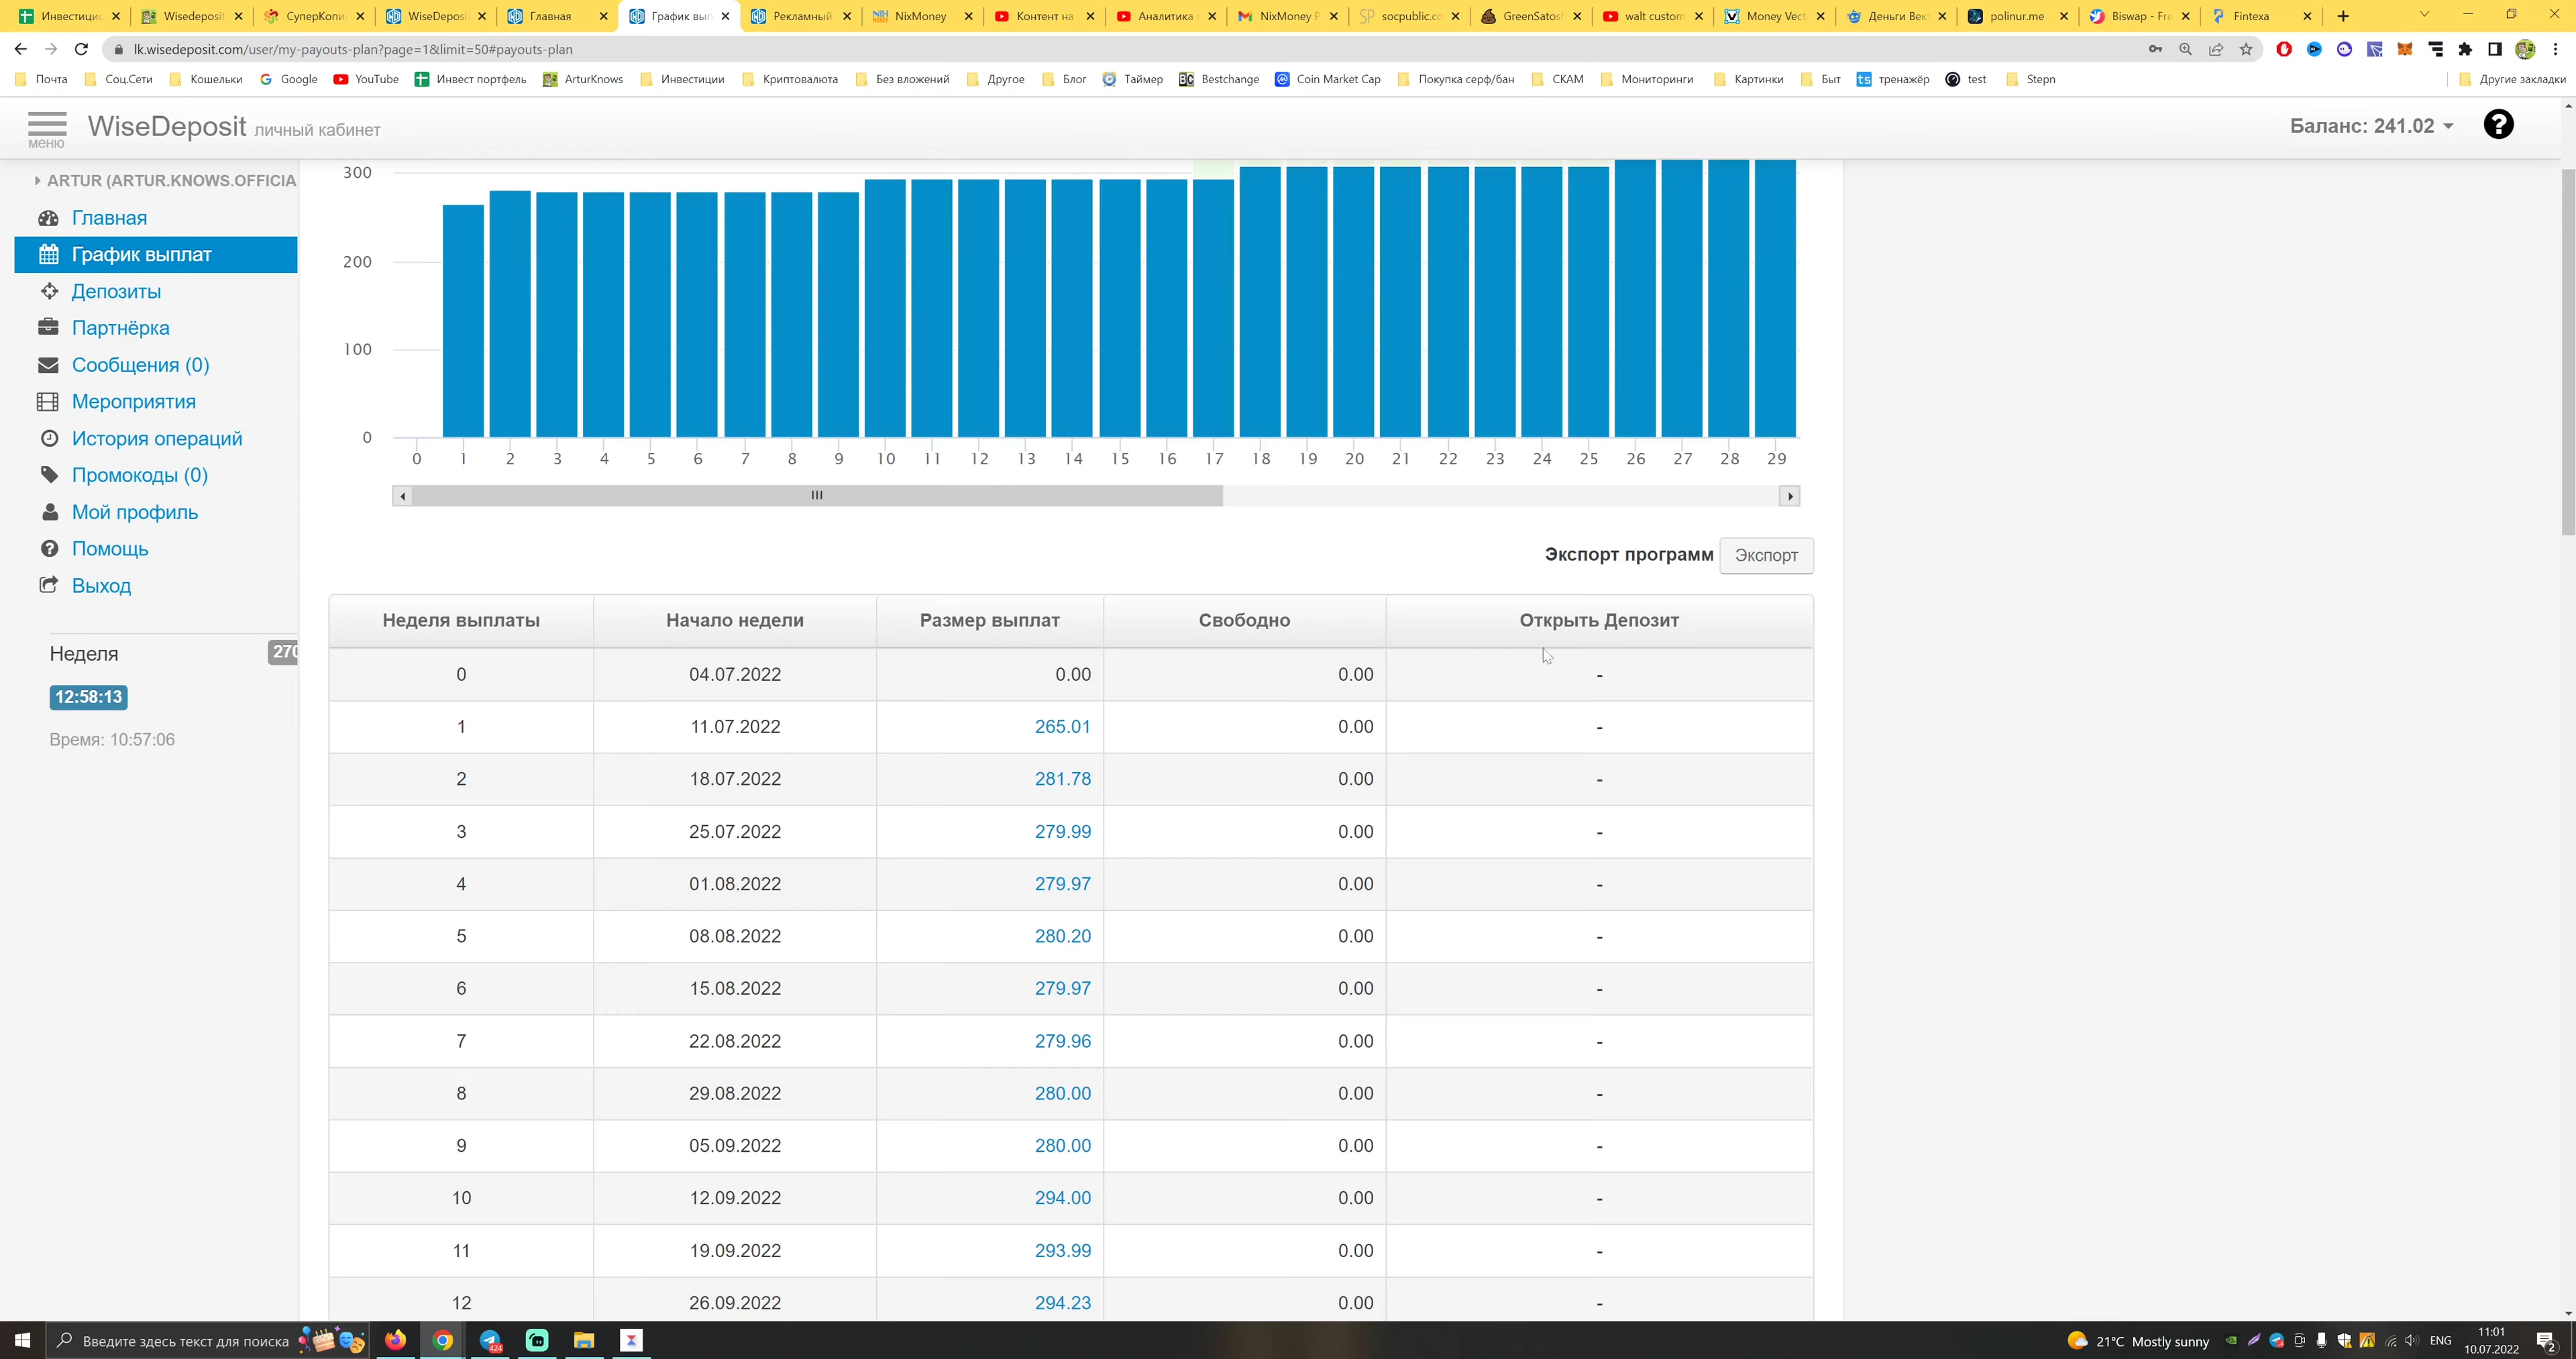 Инвестици
Wisedeposit
СуперКопи
WiseDeposi
Главная
График вып
Рекламный
NixMoney
Контент на
Аналитика
NixMoney P
socpublic.co
GreenSatosh
walt custom
Money Vect
Деньги Век
polinur.me
Biswap - Fre
Fintexa
lk.wisedeposit.com/user/my-payouts-plan?page=1&limit=50#payouts-plan
Почта
Соц.Сети
Кошельки
Google
YouTube
Инвест портфель
ArturKnows
Инвестиции
Криптовалюта
Без вложений
Другое
Блог
Таймер
Bestchange
Coin Market Cap
Покупка серф/бан
СКАМ
Мониторинги
Картинки
Быт
тренажёр
test
Stepn
Другие закладки
меню
WiseDeposit личный кабинет
Баланс: 241.02
ARTUR (ARTUR.KNOWS.OFFICIA
Главная
График выплат
Депозиты
Партнёрка
Сообщения (0)
Мероприятия
История операций
Промокоды (0)
Мой профиль
Помощь
Выход
Неделя 270
12:58:13
Время: 10:57:06
300
200
100
0
0 1 2 3 4 5 6 7 8 9 10 11 12 13 14 15 16 17 18 19 20 21 22 23 24 25 26 27 28 29
Экспорт программ Экспорт
Неделя выплаты Начало недели Размер выплат Свободно Открыть Депозит
0 04.07.2022 0.00 0.00 -
1 11.07.2022 265.01 0.00 -
2 18.07.2022 281.78 0.00 -
3 25.07.2022 279.99 0.00 -
4 01.08.2022 279.97 0.00 -
5 08.08.2022 280.20 0.00 -
6 15.08.2022 279.97 0.00 -
7 22.08.2022 279.96 0.00 -
8 29.08.2022 280.00 0.00 -
9 05.09.2022 280.00 0.00 -
10 12.09.2022 294.00 0.00 -
11 19.09.2022 293.99 0.00 -
12 26.09.2022 294.23 0.00 -
Введите здесь текст для поиска
424
21°C Mostly sunny
ENG
11:01
10.07.2022
2